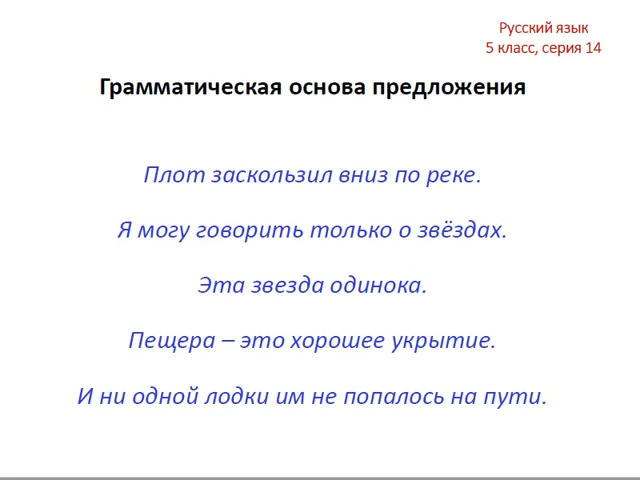 Русский язык
5 класс, серия 14
Грамматическая основа предложения
Плот заскользил вниз по реке.
Я могу говорить только о звёздах.
Эта звезда одинока.
Пещера – это хорошее укрытие.
И ни одной лодки им не попалось на пути.